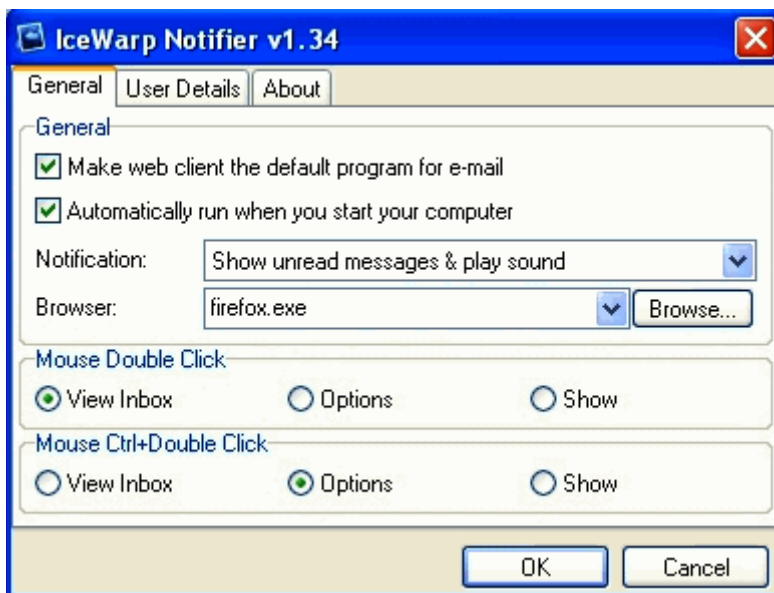 IceWarp Notifier v1.34
General User Details About
General
Make web client the default program for e-mail
Automatically run when you start your computer
Notification: Show unread messages & play sound
Browser: firefox.exe Browse...
Mouse Double Click
View Inbox Options Show
Mouse Ctrl+Double Click
View Inbox Options Show
OK Cancel